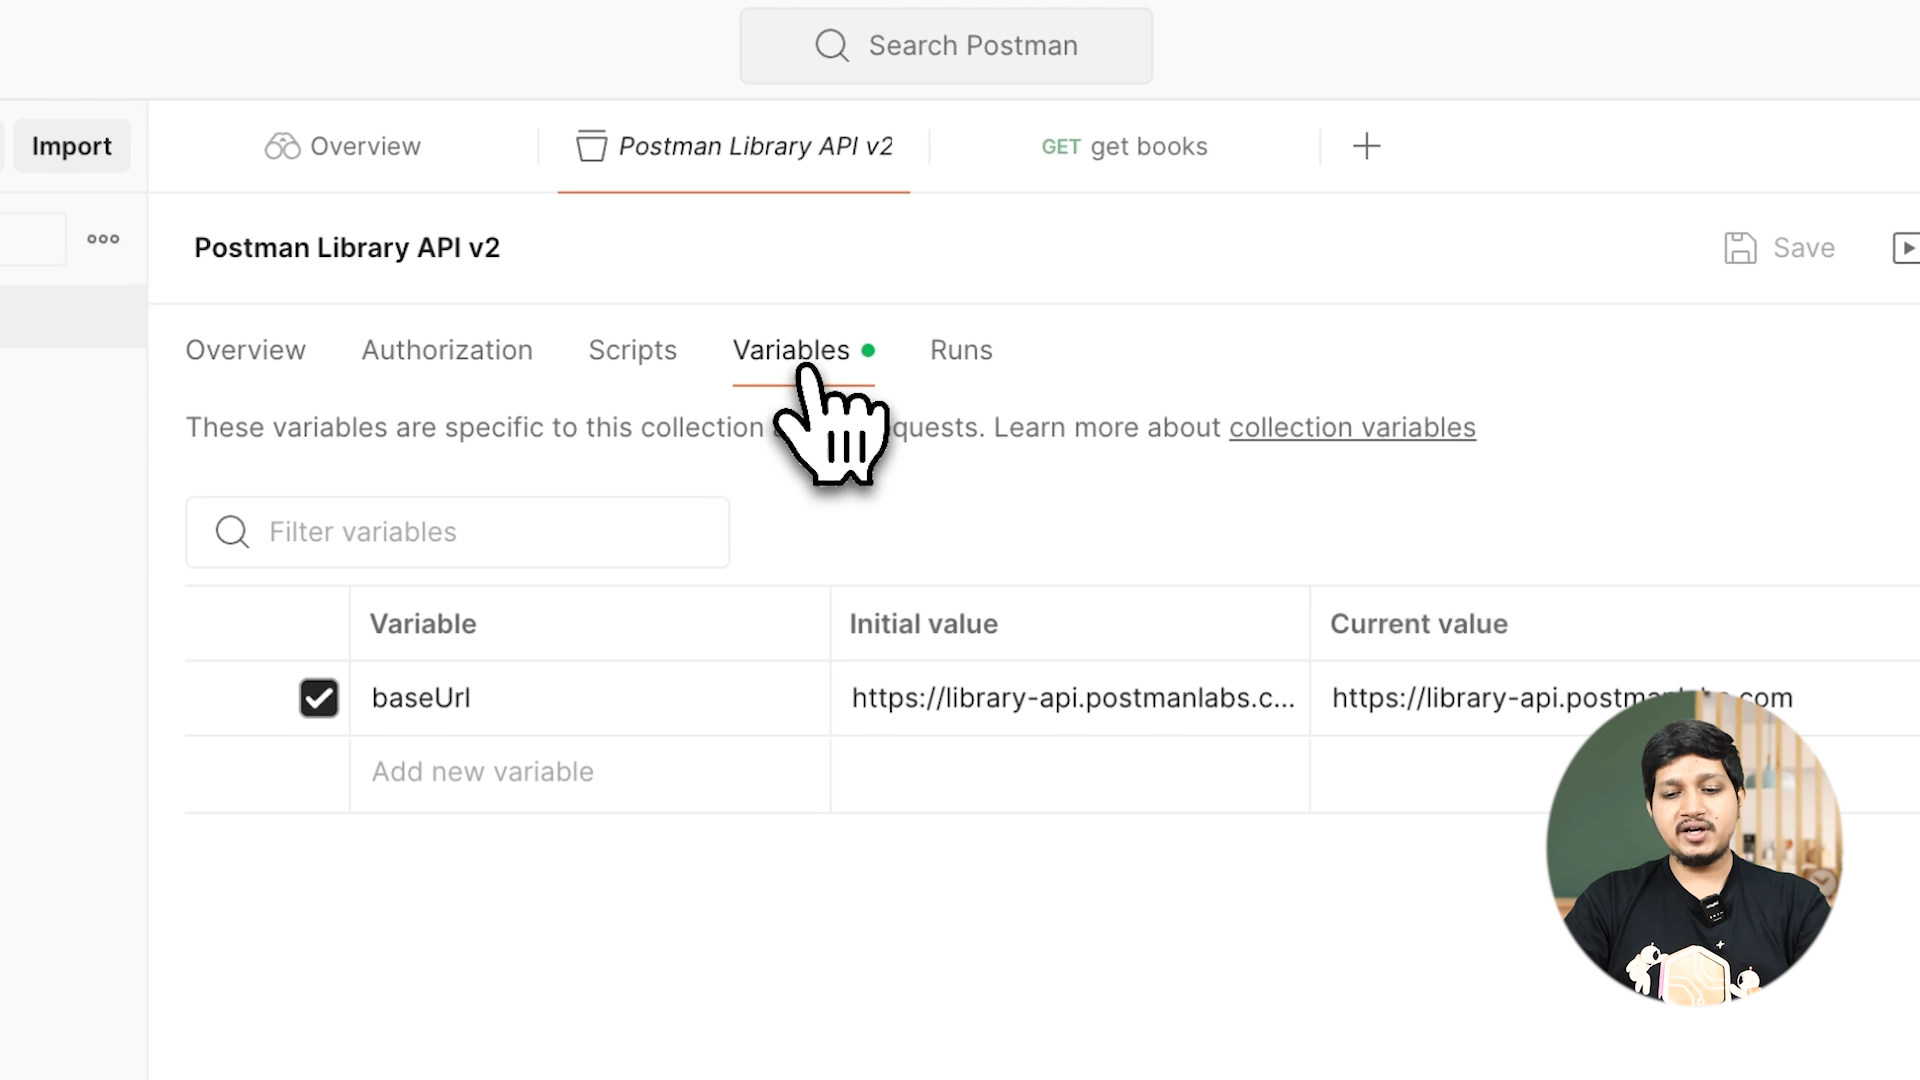 Search Postman
Import
Overview
Postman Library API v2
GET get books
Postman Library API v2
Save
Overview
Authorization
Scripts
Variables
Runs
These variables are specific to this collection quests. Learn more about collection variables
Filter variables
Variable
Initial value
Current value
baseUrl
https://library-api.postmanlabs.c...
https://library-api.postma .com
Add new variable